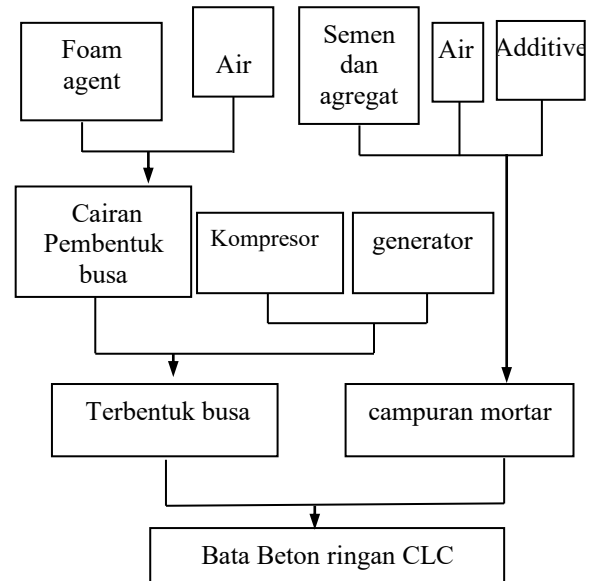 Foam
agent
Air
Semen
dan
agregat
Air
Additive
Cairan
Pembentuk
busa
Kompresor
generator
Terbentuk busa
campuran mortar
Bata Beton ringan CLC